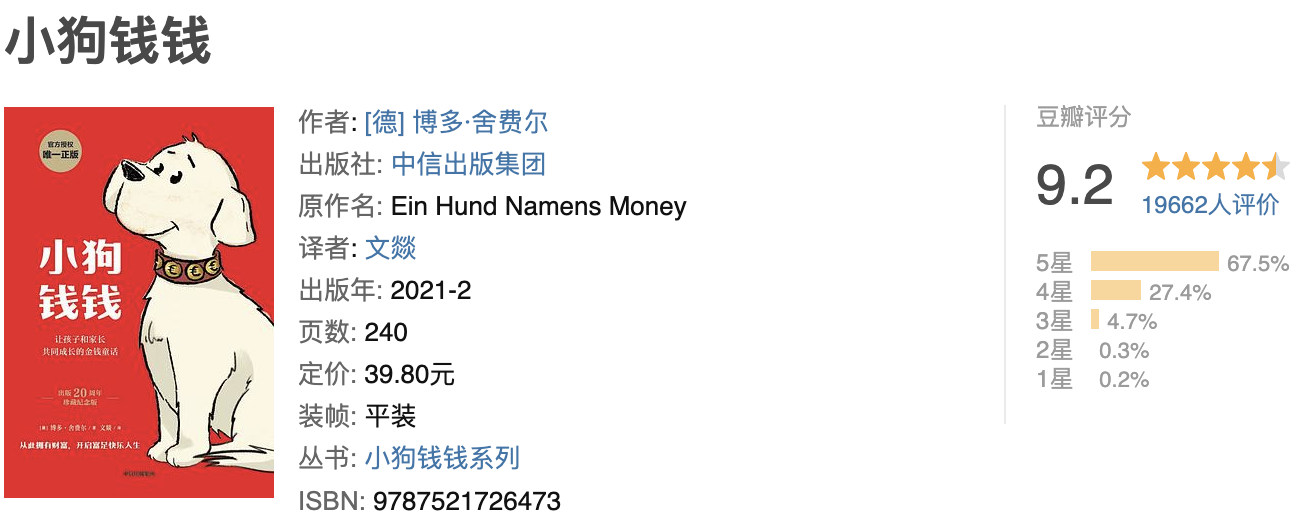 小狗钱钱
官方授权
唯一正版
小狗
钱钱
让孩子和家长
共同成长的金钱童话
出版20周年
珍藏纪念版
[德]博多·舍费尔 著 文燚 译
从此拥有财富，开启富足快乐人生
作者: [德] 博多·舍费尔
出版社: 中信出版集团
原作名: Ein Hund Namens Money
译者: 文燚
出版年: 2021-2
页数: 240
定价: 39.80元
装帧: 平装
丛书: 小狗钱钱系列
ISBN: 9787521726473
豆瓣评分
9.2
19662人评价
5星 67.5%
4星 27.4%
3星 4.7%
2星 0.3%
1星 0.2%